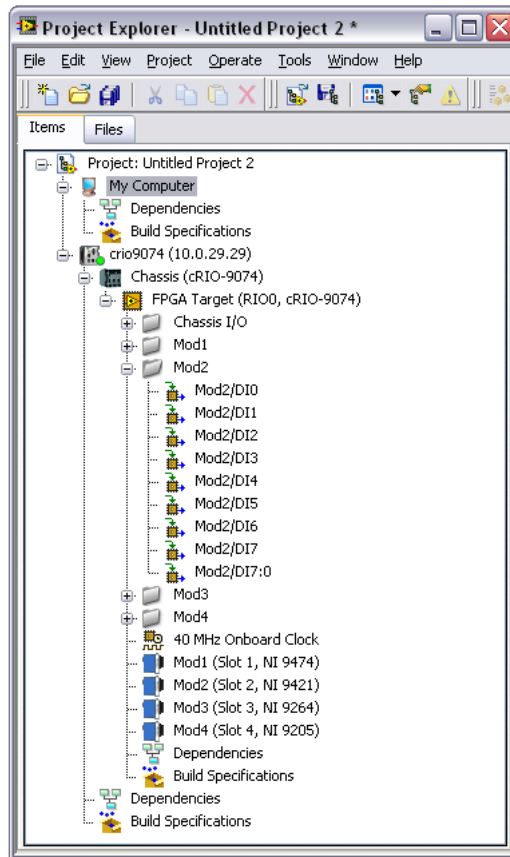 Project Explorer - Untitled Project 2 *
File Edit View Project Operate Tools Window Help
Items Files
Project: Untitled Project 2
My Computer
Dependencies
Build Specifications
crio9074 (10.0.29.29)
Chassis (cRIO-9074)
FPGA Target (RIO0, cRIO-9074)
Chassis I/O
Mod1
Mod2
Mod2/DI0
Mod2/DI1
Mod2/DI2
Mod2/DI3
Mod2/DI4
Mod2/DI5
Mod2/DI6
Mod2/DI7
Mod2/DI7:0
Mod3
Mod4
40 MHz Onboard Clock
Mod1 (Slot 1, NI 9474)
Mod2 (Slot 2, NI 9421)
Mod3 (Slot 3, NI 9264)
Mod4 (Slot 4, NI 9205)
Dependencies
Build Specifications
Dependencies
Build Specifications